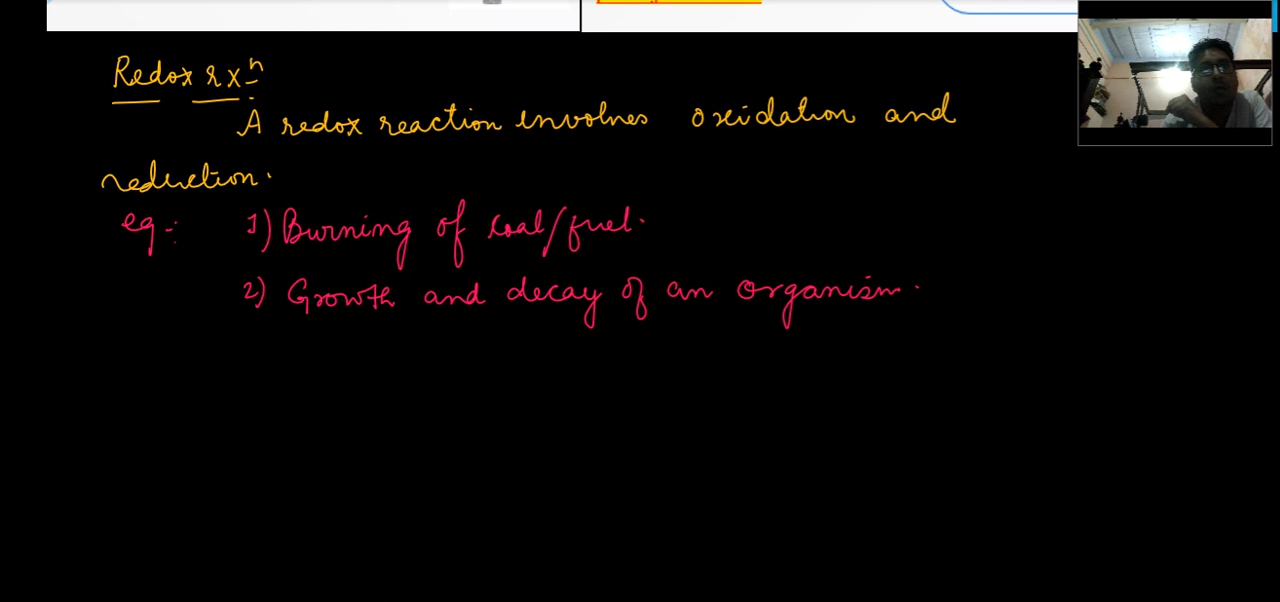 Redox rxn
A redox reaction involves oxidation and
reduction.
eg:- 1) Burning of coal/fuel.
2) Growth and decay of an organism.